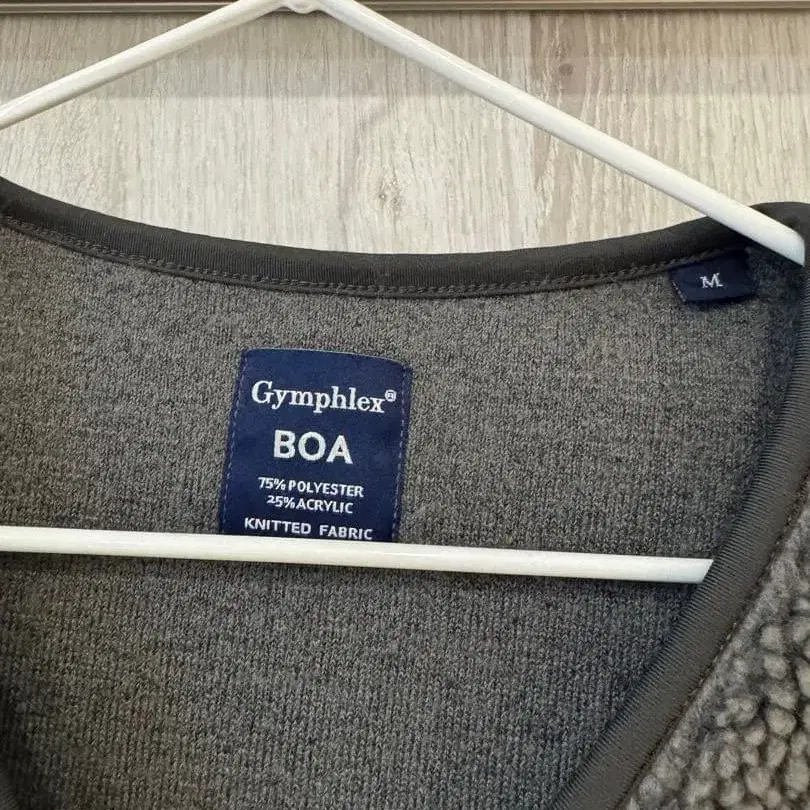 M
Gymphlex®
BOA
75% POLYESTER
25% ACRYLIC
KNITTED FABRIC